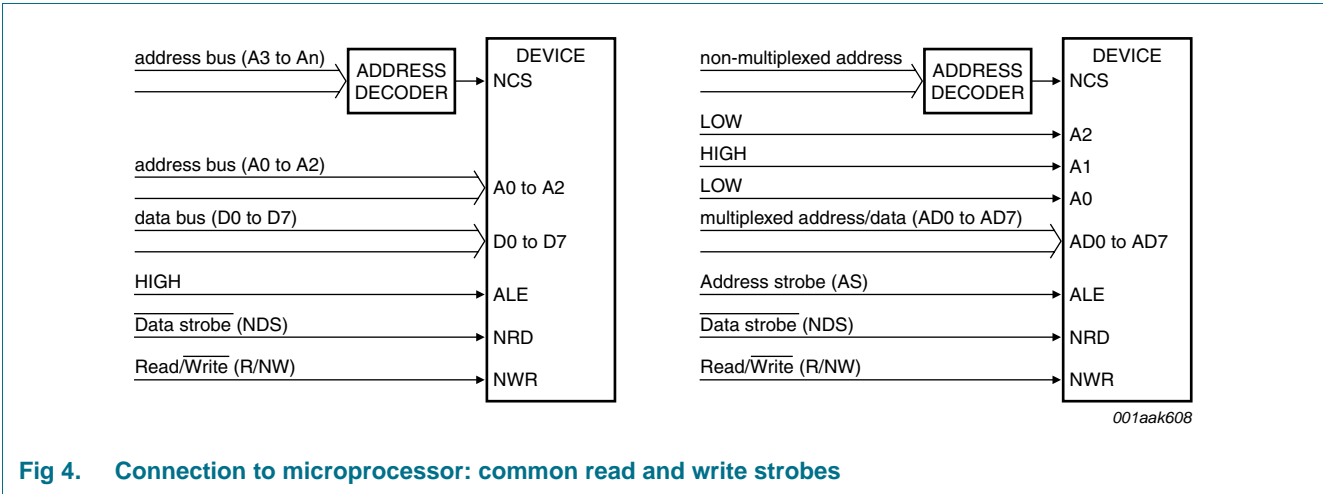 address bus (A3 to An)
ADDRESS
DECODER
DEVICE
NCS
address bus (A0 to A2)
A0 to A2
data bus (D0 to D7)
D0 to D7
HIGH
ALE
Data strobe (NDS)
NRD
Read/Write (R/NW)
NWR
non-multiplexed address
ADDRESS
DECODER
DEVICE
NCS
LOW
A2
HIGH
A1
LOW
A0
multiplexed address/data (AD0 to AD7)
AD0 to AD7
Address strobe (AS)
ALE
Data strobe (NDS)
NRD
Read/Write (R/NW)
NWR
001aak608
Fig 4. Connection to microprocessor: common read and write strobes